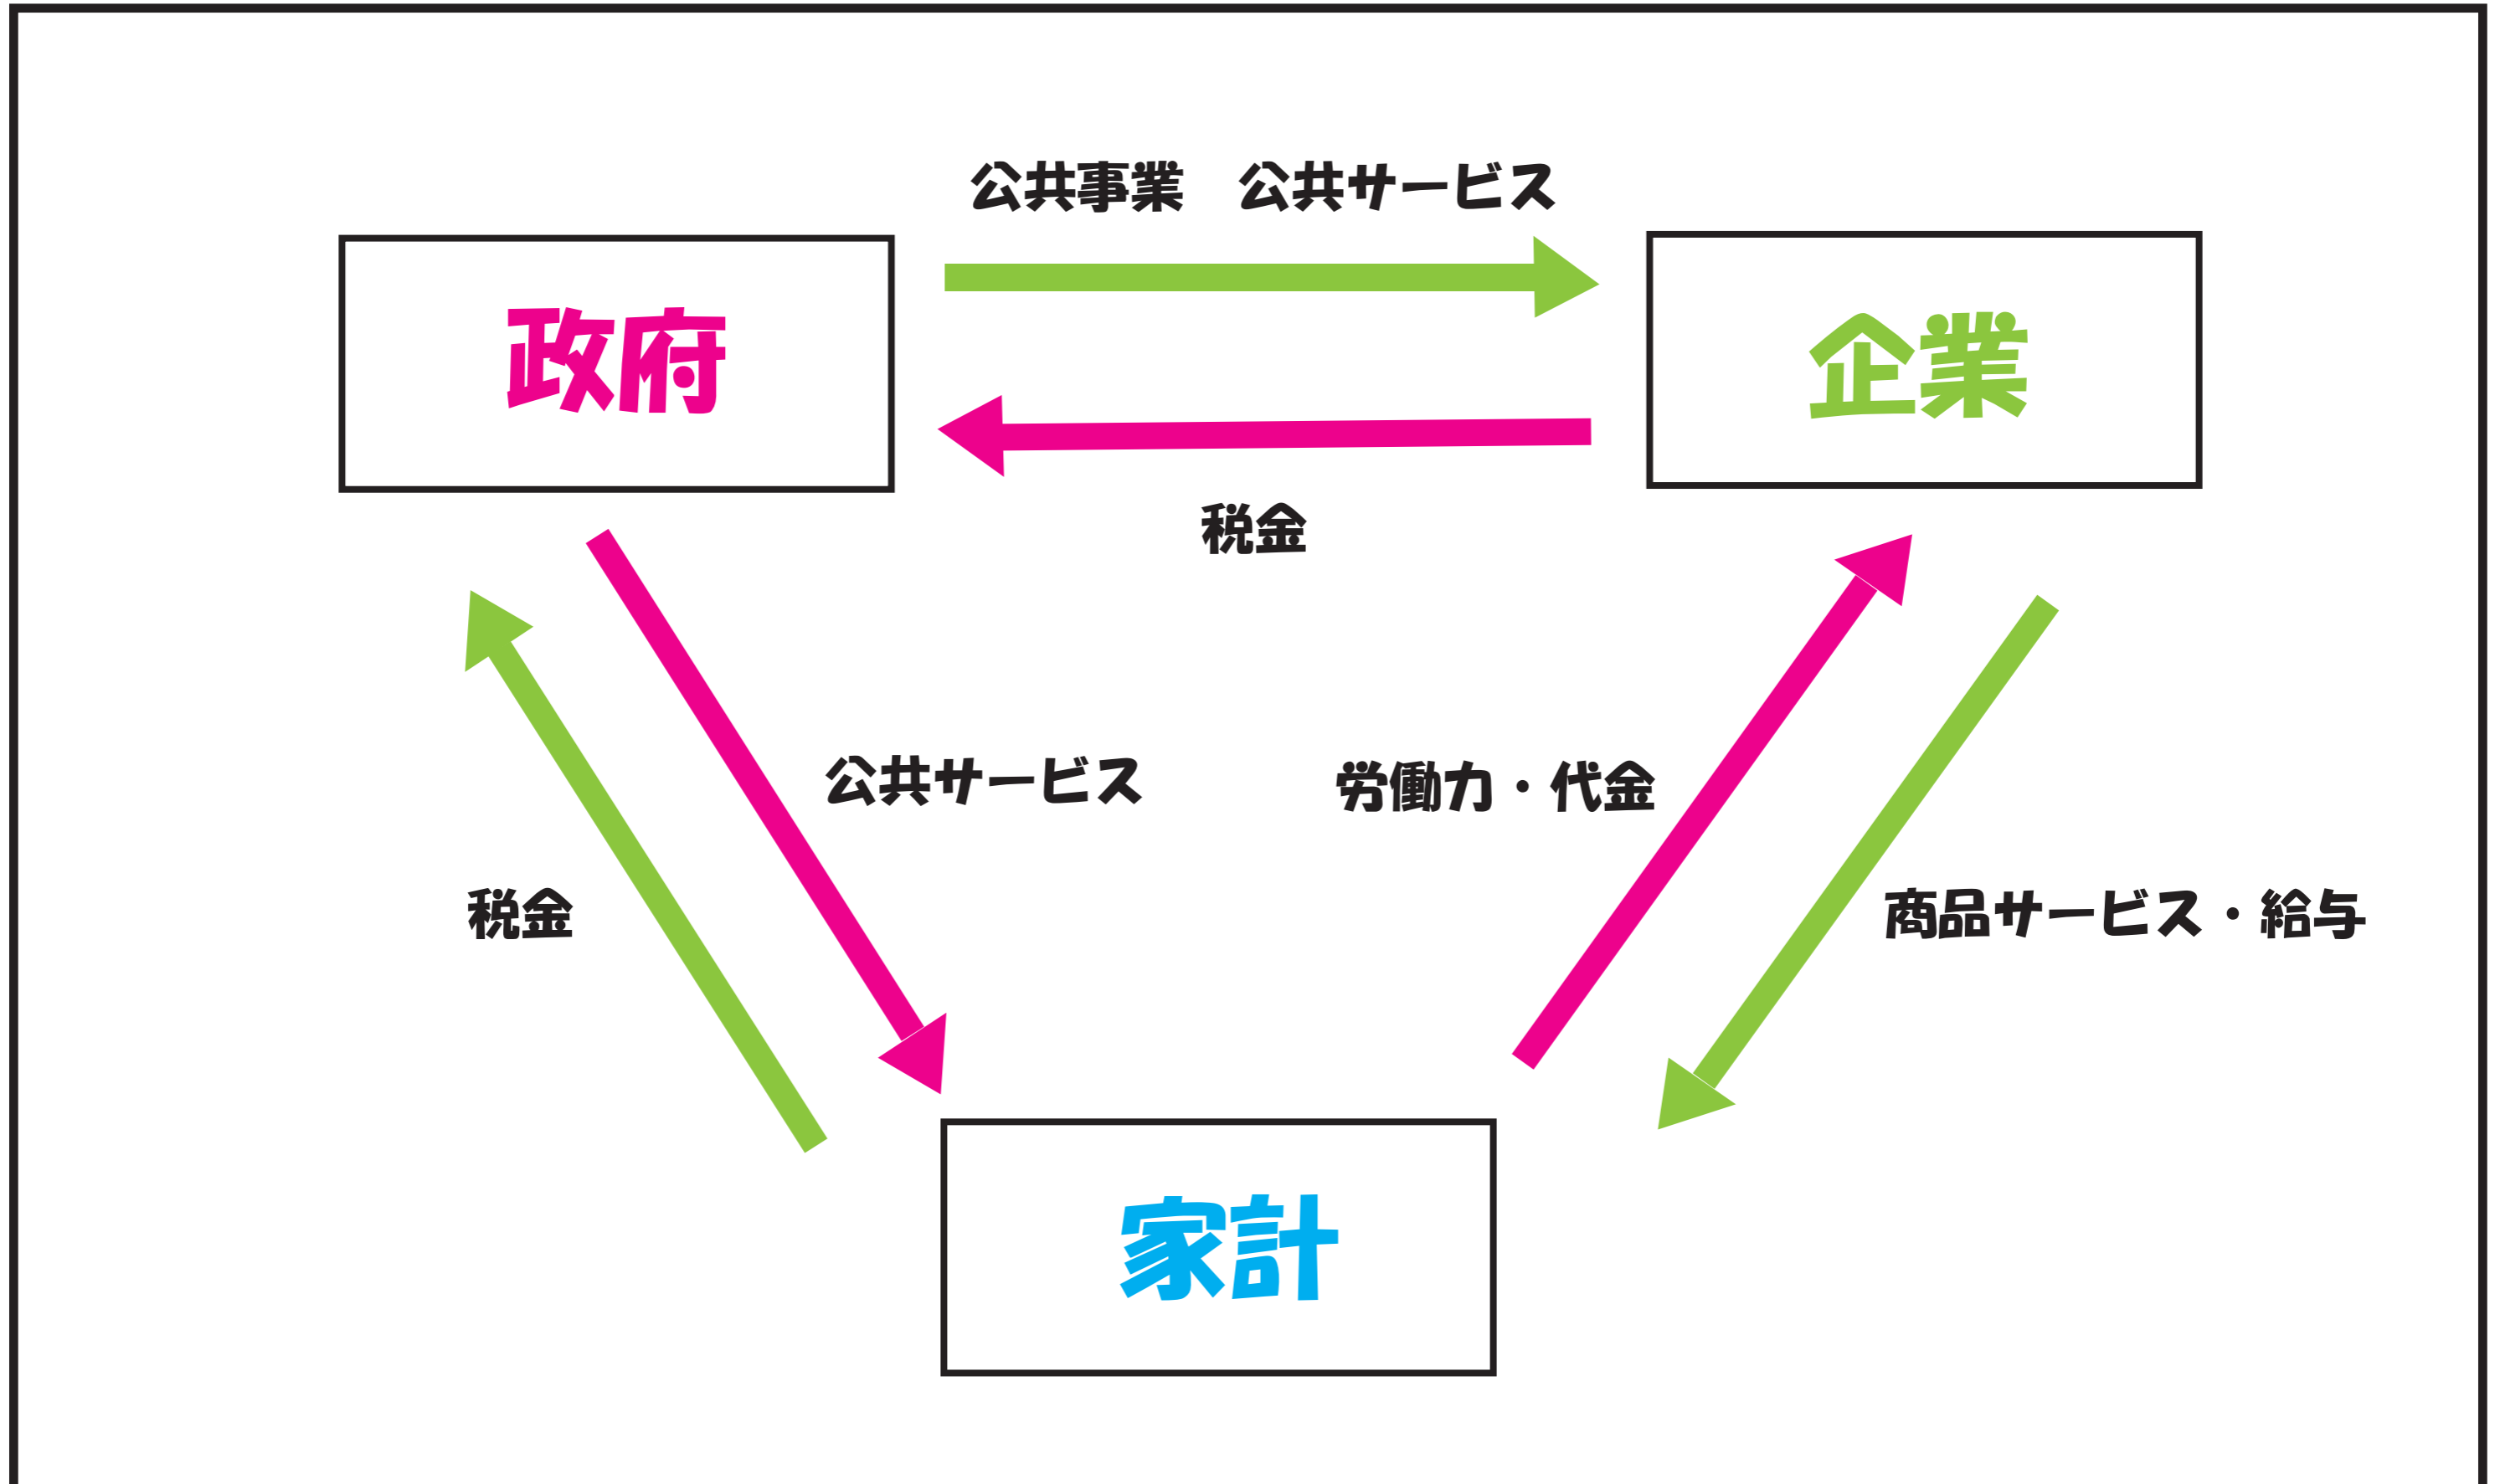 公共事業　公共サービス
政府
企業
税金
公共サービス
労働力・代金
税金
商品サービス・給与
家計